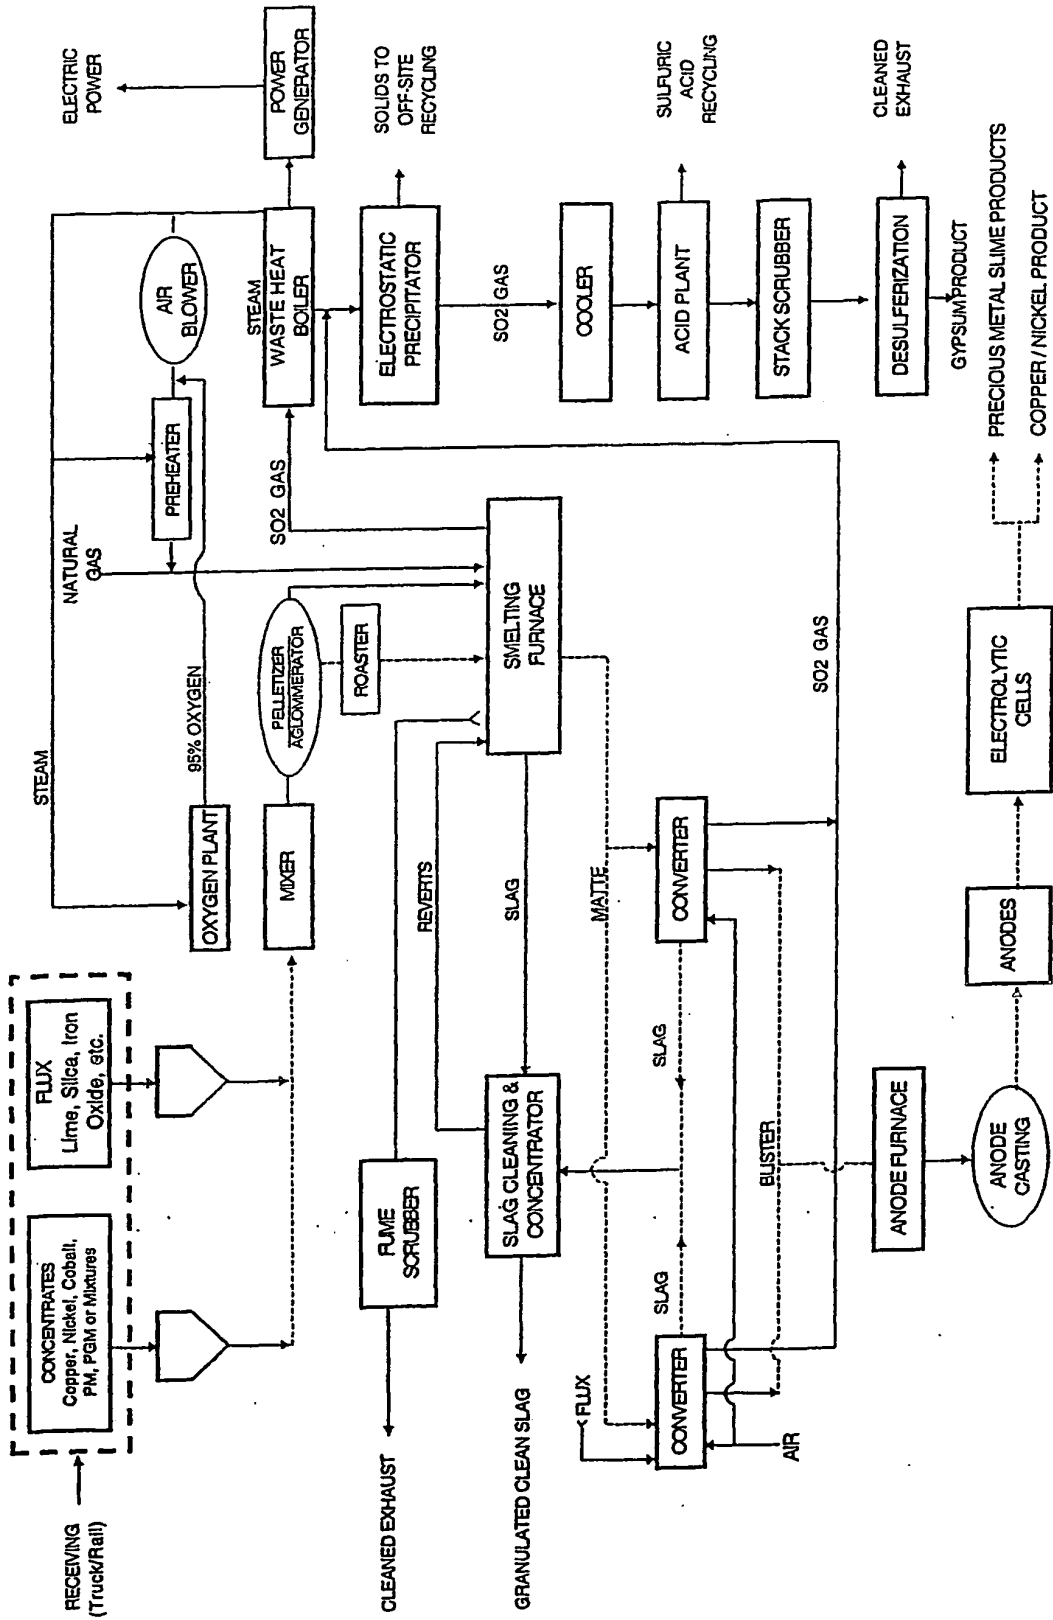 RECEIVING
(Truck/Rail)
CONCENTRATES
Copper, Nickel, Cobalt,
PM, PGM or Mixtures
FLUX
Lime, Silca, Iron
Oxide, etc.
STEAM
OXYGEN PLANT
95% OXYGEN
NATURAL
GAS
PREHEATER
AIR
BLOWER
ELECTRIC
POWER
POWER
GENERATOR
STEAM
WASTE HEAT
BOILER
MIXER
PELLETIZER
AGLOMMERATOR
ROASTER
SO2 GAS
ELECTROSTATIC
PRECIPITATOR
SOLIDS TO
OFF-SITE
RECYCLING
CLEANED EXHAUST
FUME
SCRUBBER
REVERTS
SMELTING
FURNACE
SO2 GAS
GRANULATED CLEAN SLAG
SLAG CLEANING &
CONCENTRATOR
SLAG
COOLER
FLUX
MATTE
CONVERTER
SLAG
SLAG
CONVERTER
ACID PLANT
SULFURIC
ACID
RECYCLING
AIR
BLISTER
STACK SCRUBBER
SO2 GAS
ANODE FURNACE
DESULFERIZATION
CLEANED
EXHAUST
GYPSUM PRODUCT
ANODE
CASTING
ANODES
ELECTROLYTIC
CELLS
PRECIOUS METAL SLIME PRODUCTS
COPPER / NICKEL PRODUCT